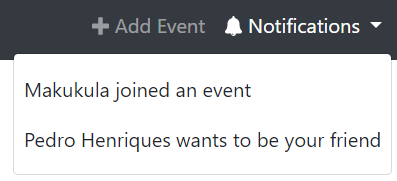 Add Event Notifications
Makukula joined an event
Pedro Henriques wants to be your friend